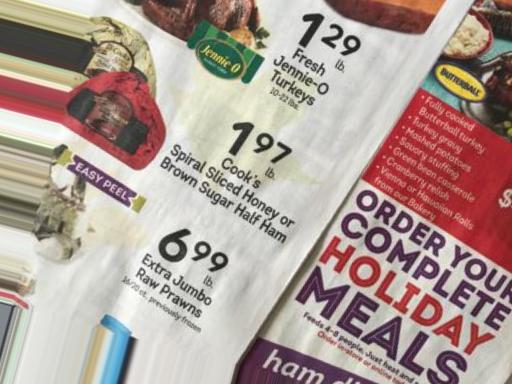 1.29 lb.
Fresh
Jennie-O
Turkeys
10-22 lbs.
Jennie-O
1.97 lb.
Cook's
Spiral Sliced Honey or
Brown Sugar Half Ham
EASY PEEL
6.99 lb.
Extra Jumbo
Raw Prawns
16/20 ct. previously frozen
BUTTERBALL
• Fully cooked
Butterball turkey
• Turkey gravy
• Mashed potatoes
• Savory stuffing
• Green bean casserole
• Cranberry relish
• Vienna or Hawaiian Rolls
from our Bakery
$
ORDER YOUR
COMPLETE
HOLIDAY
MEALS
Feeds 4-8 people. Just heat and
Order in-store or online
ham